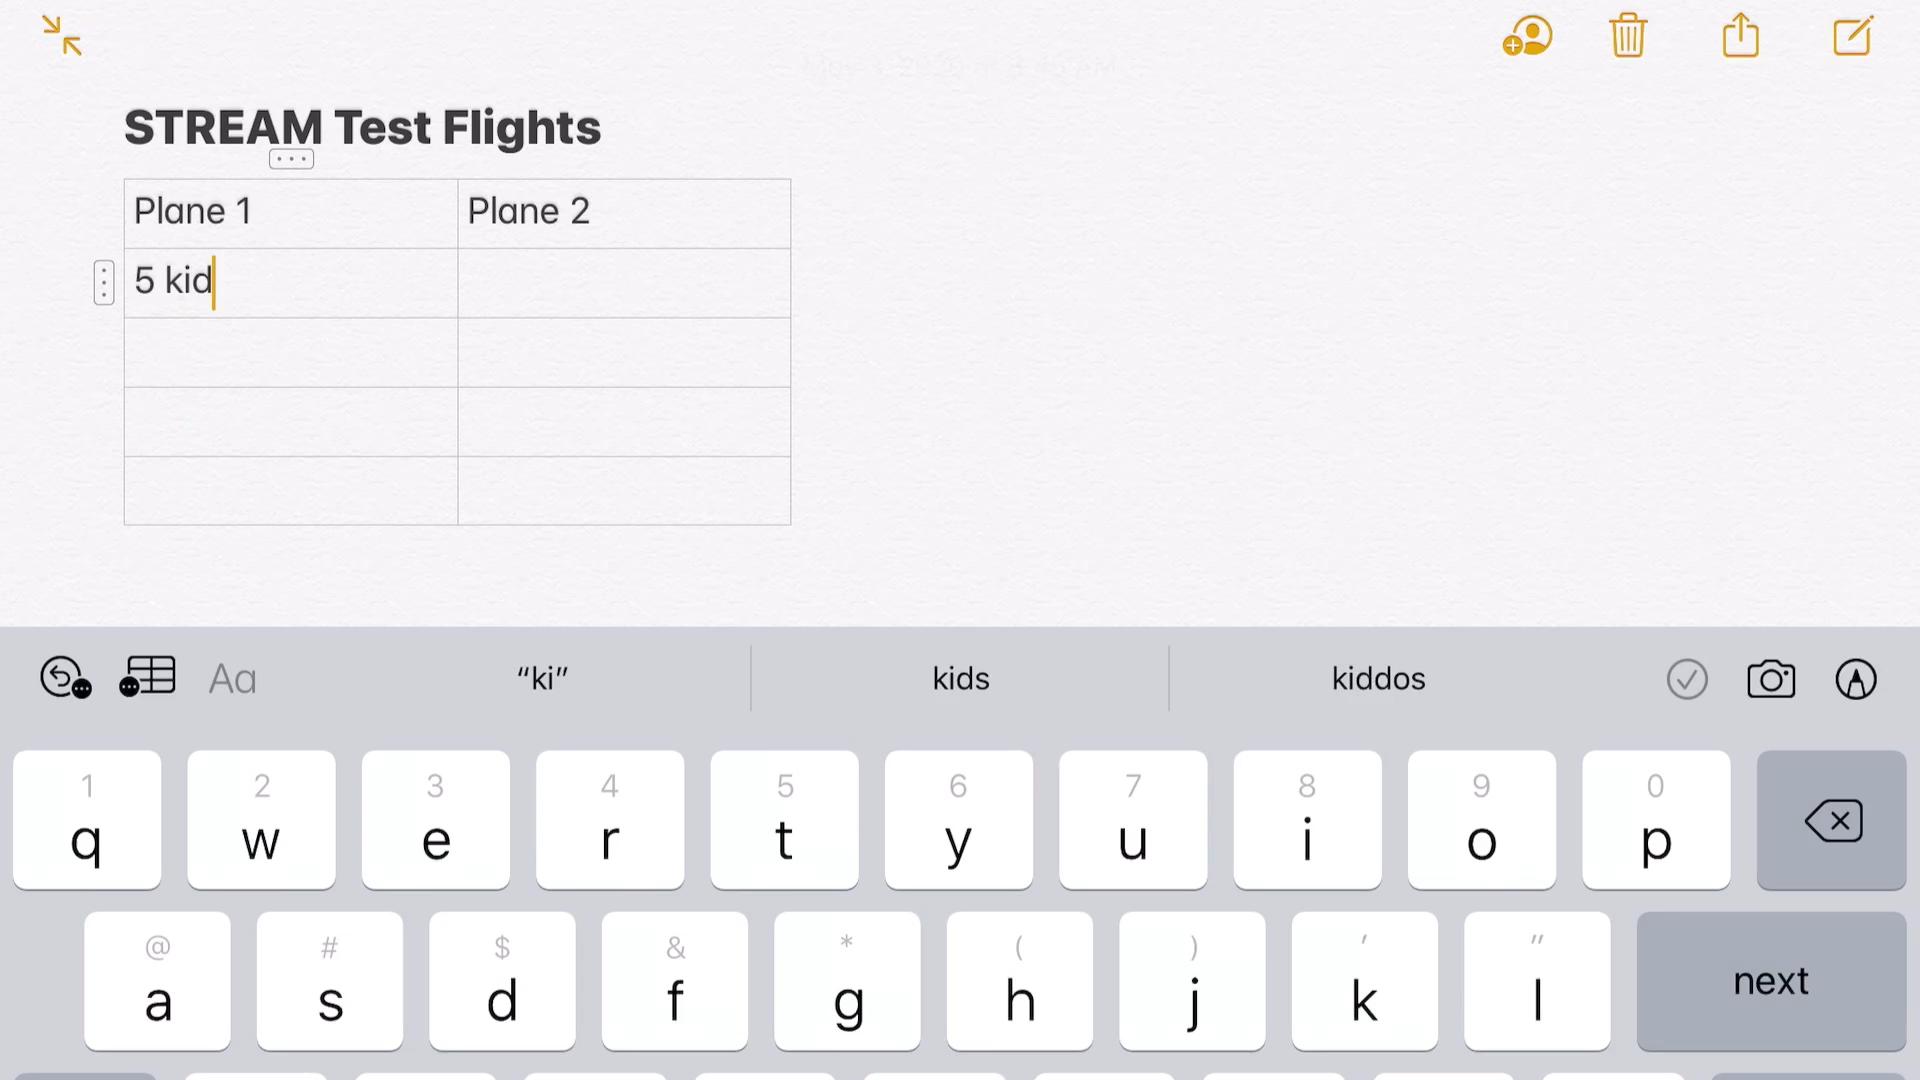 STREAM Test Flights
Plane 1 Plane 2
5 kid
Aa “ki” kids kiddos
1 2 3 4 5 6 7 8 9 0
q w e r t y u i o p
@ # $ & * ( ) ' "
a s d f g h j k l next